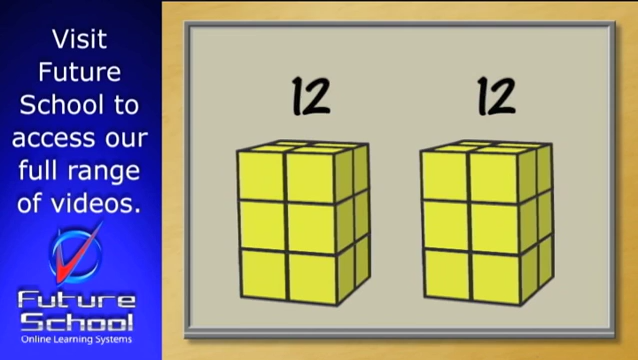 Visit
Future
School to
access our
full range
of videos.
Future
School
Online Learning Systems
12 12